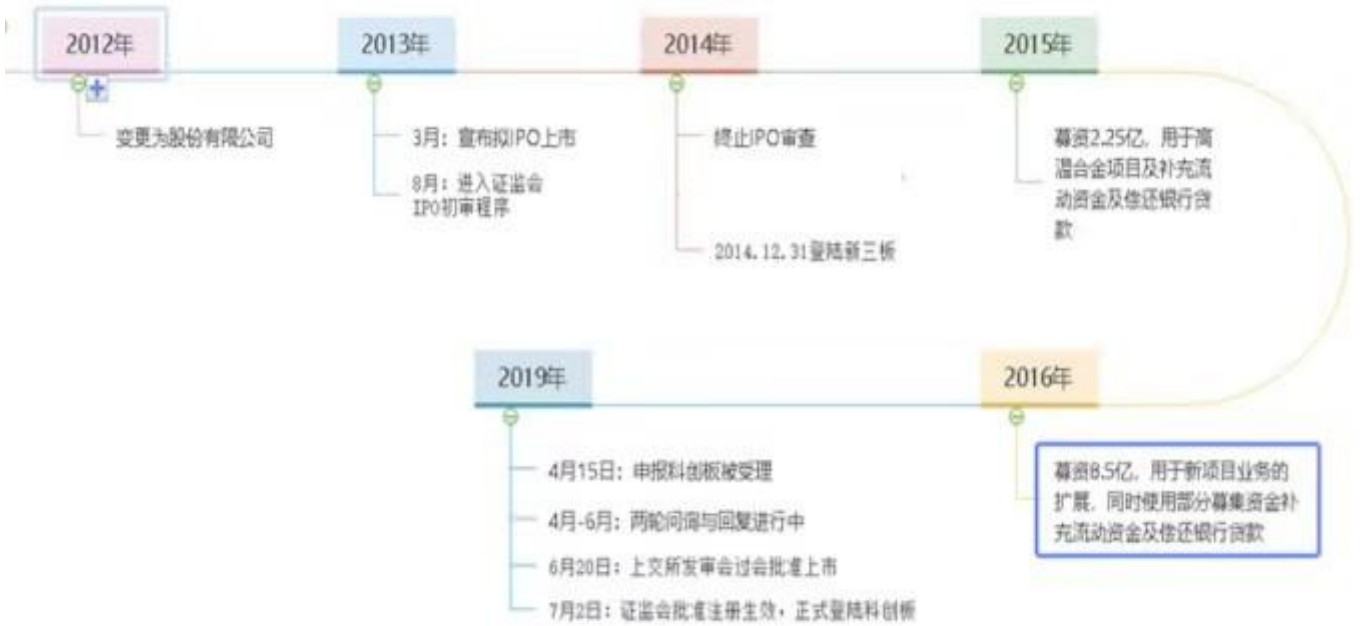 2012年
变更为股份有限公司
2013年
3月：宣布拟IPO上市
8月：进入证监会
IPO初审程序
2014年
终止IPO审查
2014.12.31登陆新三板
2015年
募资2.25亿，用于高
温合金项目及补充流
动资金及偿还银行贷
款
2016年
募资8.5亿，用于新项目业务的
扩展，同时使用部分募集资金补
充流动资金及偿还银行贷款
2019年
4月15日：申报科创板被受理
4月-6月：两轮问询与回复进行中
6月20日：上交所发审会过会批准上市
7月2日：证监会批准注册生效，正式登陆科创板